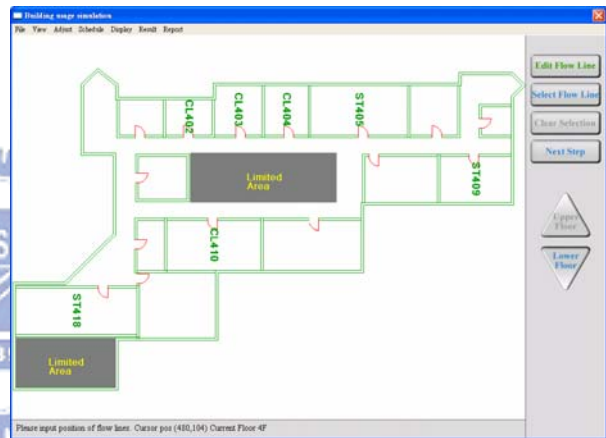 Building usage simulation
File View Adjust Schedule Display Result Report
Edit Flow Line
Select Flow Line
Clear Selection
Next Step
Upper
Floor
Lower
Floor
CL402
CL403
CL404
ST405
Limited
Area
ST409
CL410
ST418
Limited
Area
Please input position of flow lines. Cursor pos (480,104) Current Floor 4F